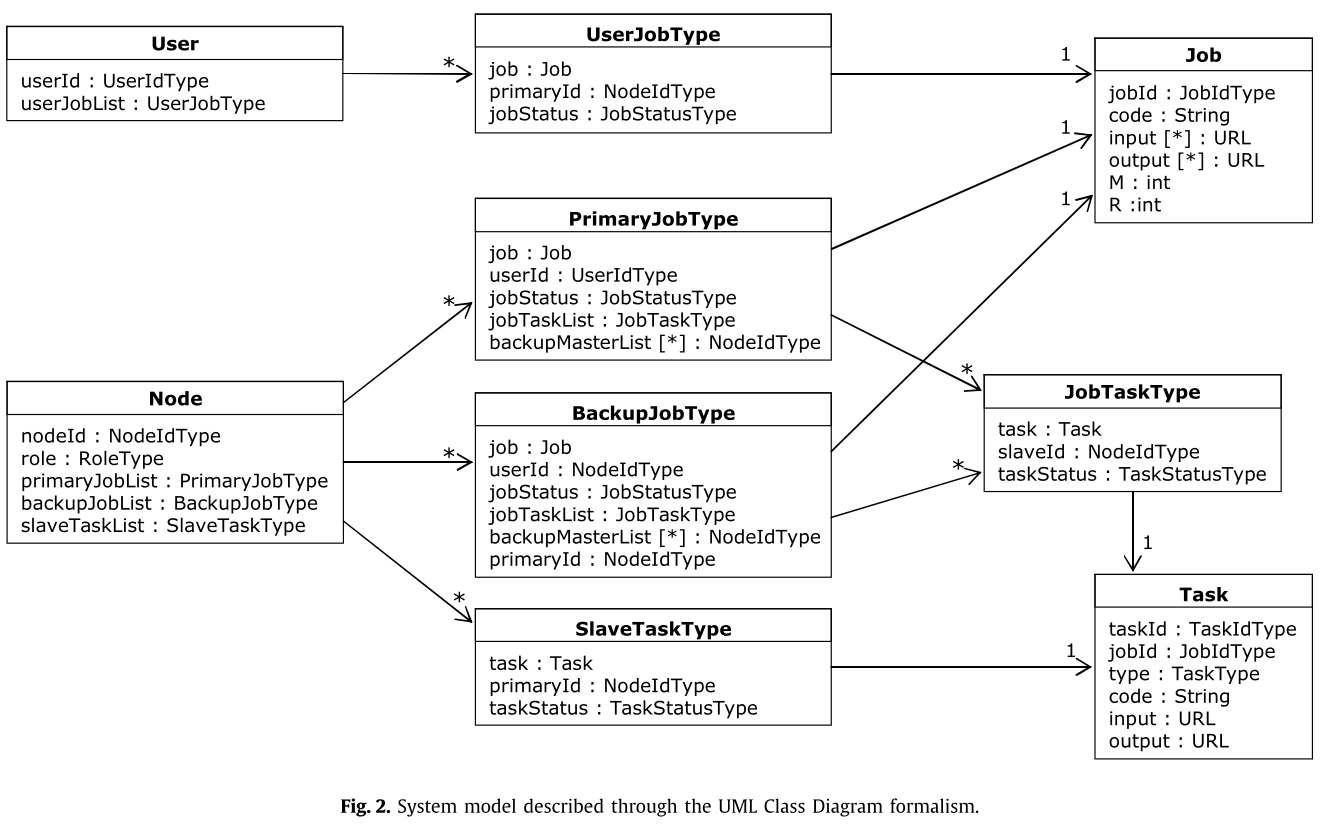 User
userId : UserIdType
userJobList : UserJobType
*
UserJobType
job : Job
primaryId : NodeIdType
jobStatus : JobStatusType
1
Job
jobId : JobIdType
code : String
input [*] : URL
output [*] : URL
M : int
R :int
1
1
PrimaryJobType
job : Job
userId : UserIdType
jobStatus : JobStatusType
jobTaskList : JobTaskType
backupMasterList [*] : NodeIdType
*
*
Node
nodeId : NodeIdType
role : RoleType
primaryJobList : PrimaryJobType
backupJobList : BackupJobType
slaveTaskList : SlaveTaskType
*
BackupJobType
job : Job
userId : NodeIdType
jobStatus : JobStatusType
jobTaskList : JobTaskType
backupMasterList [*] : NodeIdType
primaryId : NodeIdType
*
JobTaskType
task : Task
slaveId : NodeIdType
taskStatus : TaskStatusType
1
*
SlaveTaskType
task : Task
primaryId : NodeIdType
taskStatus : TaskStatusType
1
Task
taskId : TaskIdType
jobId : JobIdType
type : TaskType
code : String
input : URL
output : URL
Fig. 2. System model described through the UML Class Diagram formalism.